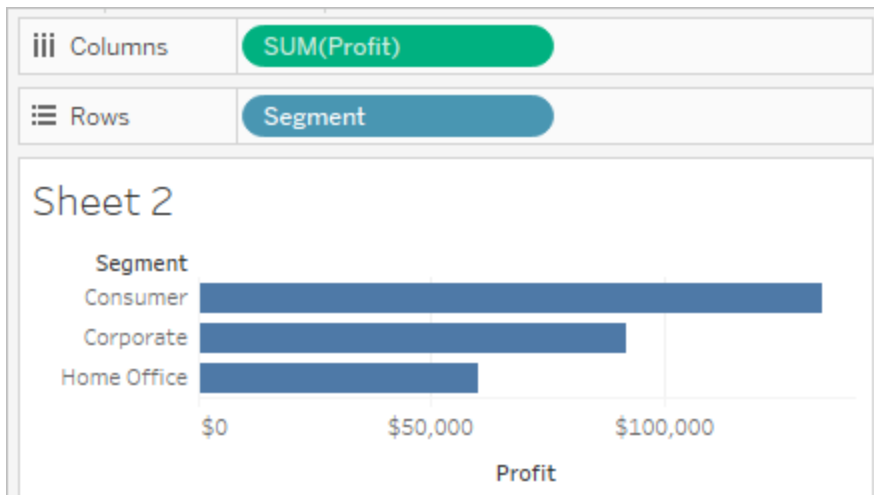 Columns SUM(Profit)
Rows Segment
Sheet 2
Segment
Consumer
Corporate
Home Office
$0 $50,000 $100,000
Profit